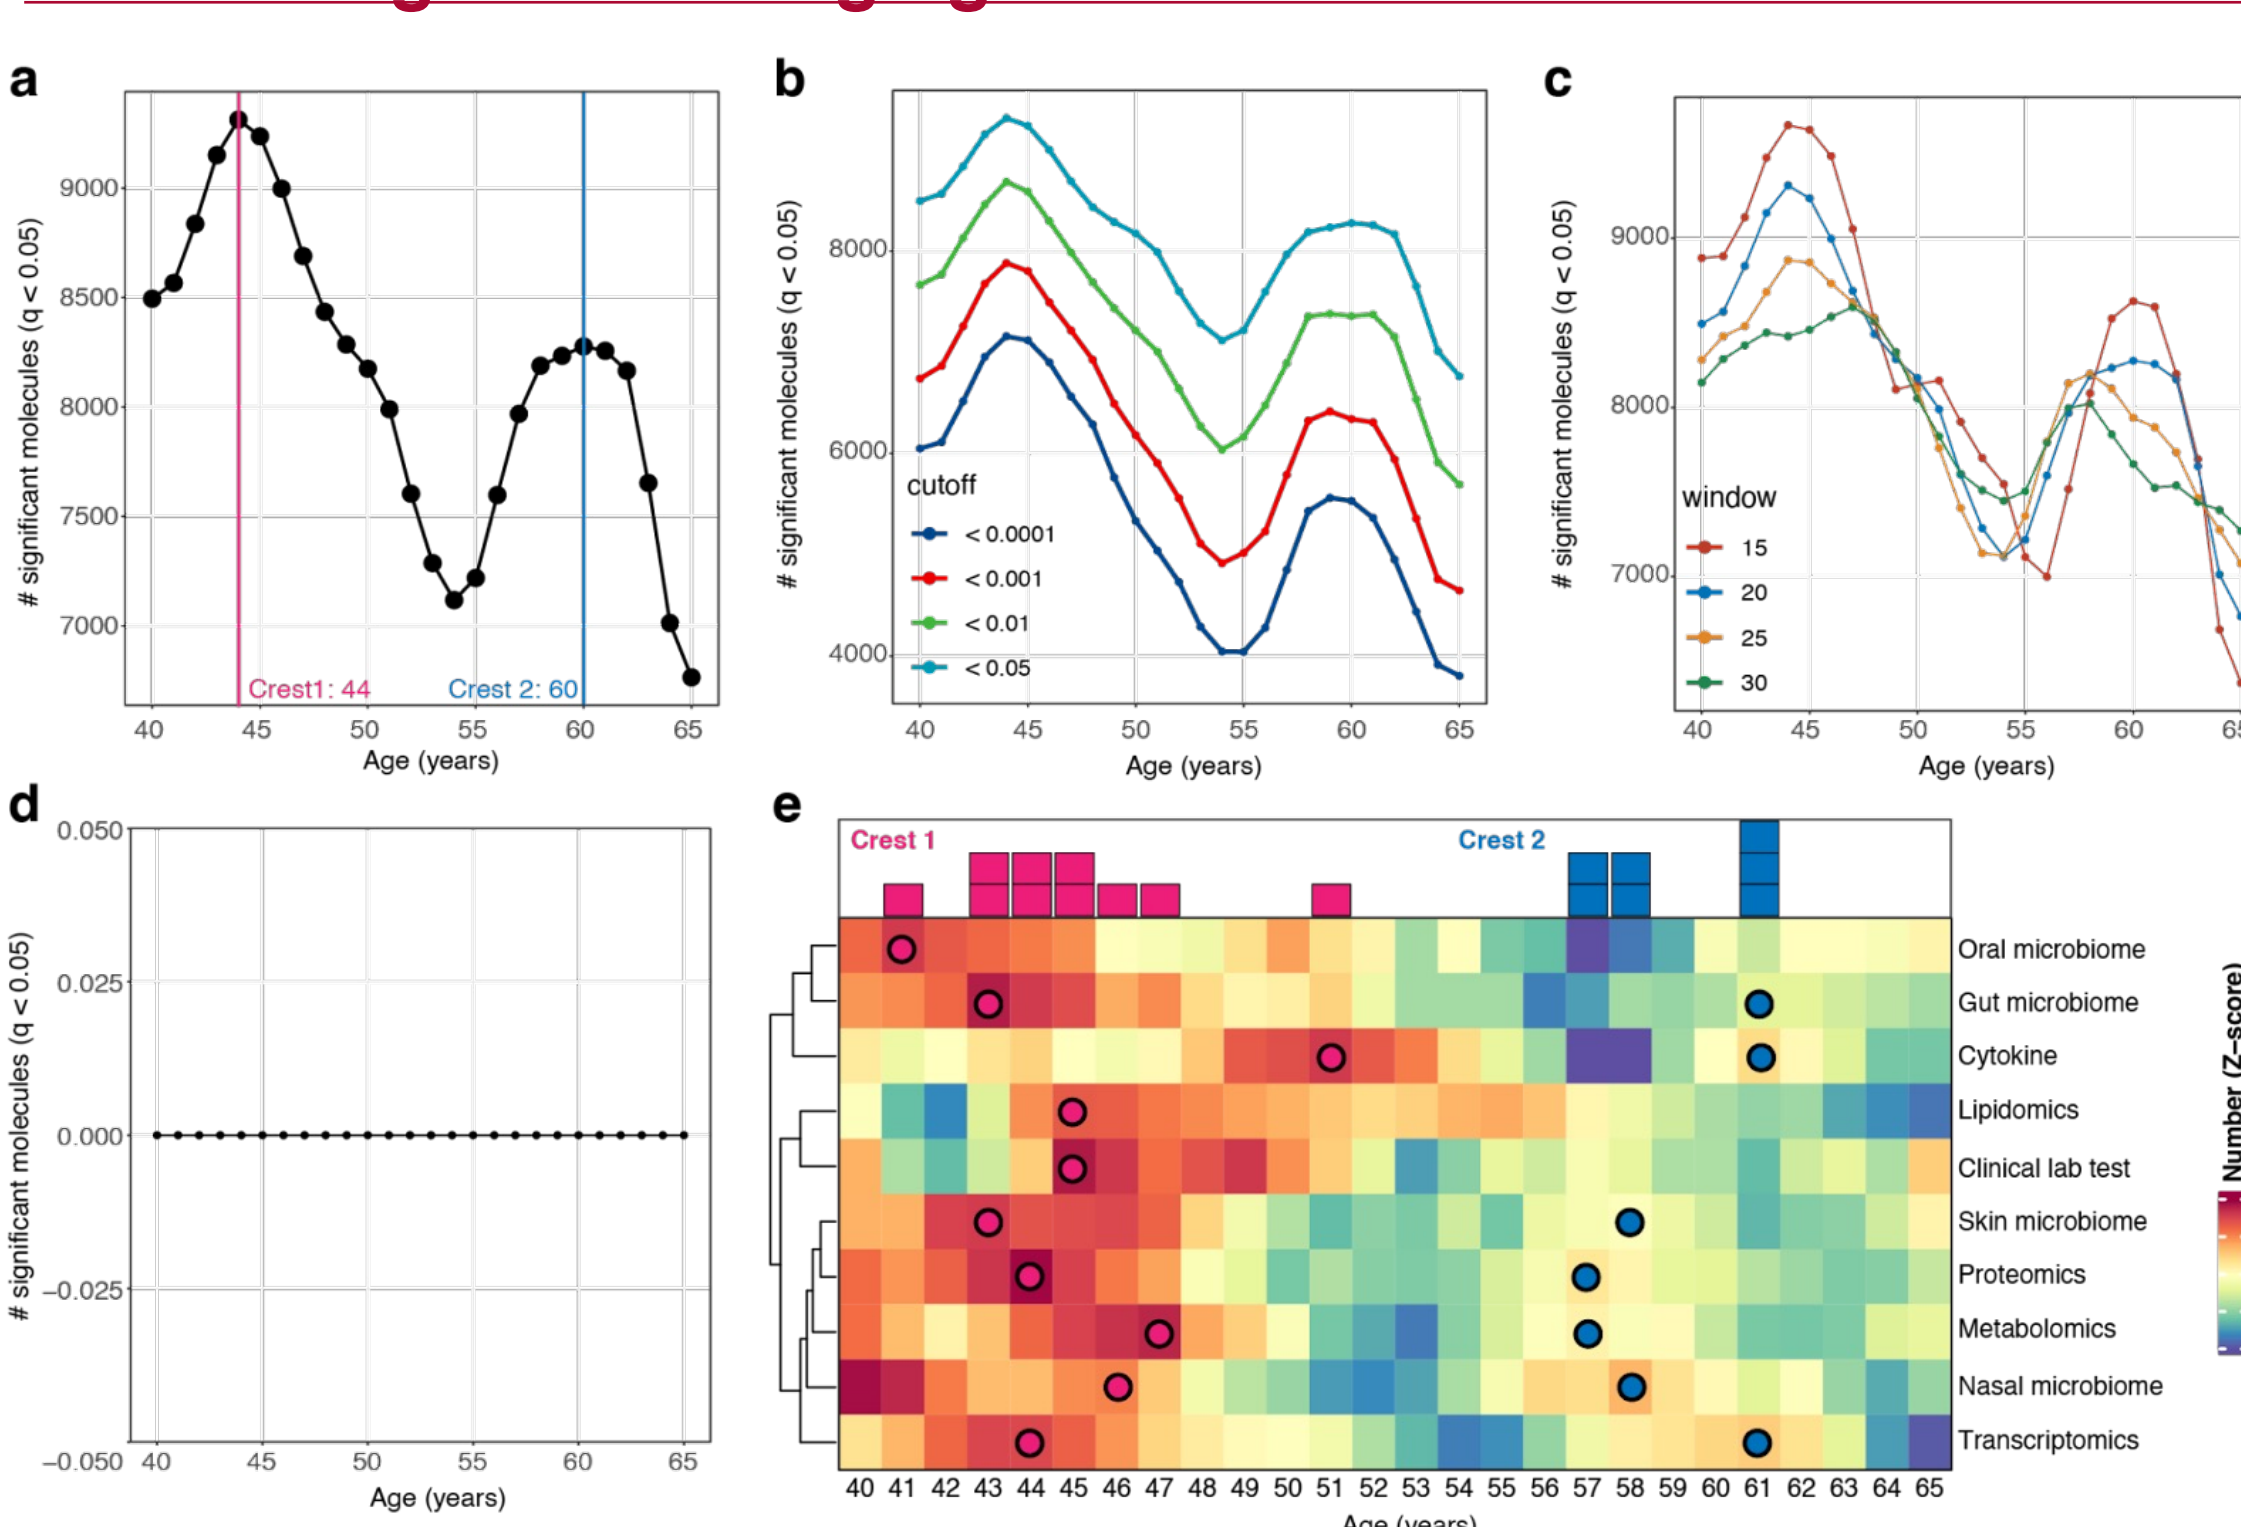 a
# significant molecules (q < 0.05)
9000
8500
8000
7500
7000
Crest1: 44
Crest 2: 60
40 45 50 55 60 65
Age (years)
b
# significant molecules (q < 0.05)
8000
6000
4000
cutoff
< 0.0001
< 0.001
< 0.01
< 0.05
40 45 50 55 60 65
Age (years)
c
# significant molecules (q < 0.05)
9000
8000
7000
window
15
20
25
30
40 45 50 55 60 65
Age (years)
d
# significant molecules (q < 0.05)
0.050
0.025
0.000
−0.025
−0.050
40 45 50 55 60 65
Age (years)
e
Crest 1
Crest 2
Oral microbiome
Gut microbiome
Cytokine
Lipidomics
Clinical lab test
Skin microbiome
Proteomics
Metabolomics
Nasal microbiome
Transcriptomics
40 41 42 43 44 45 46 47 48 49 50 51 52 53 54 55 56 57 58 59 60 61 62 63 64 65
Age (years)
Number (Z−score)